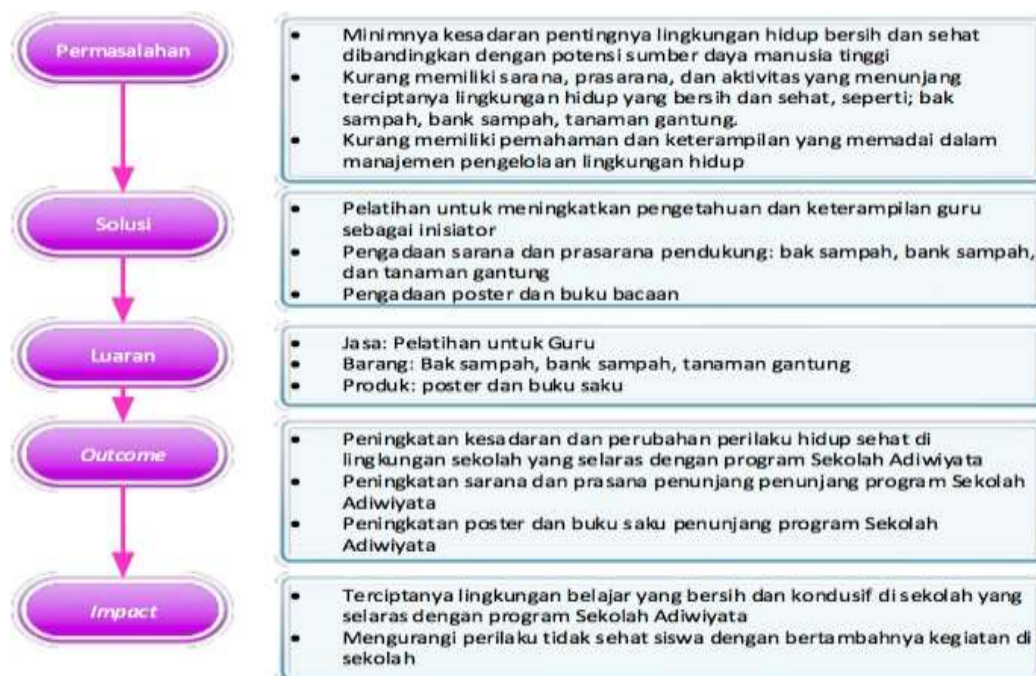 Permasalahan
• Minimnya kesadaran pentingnya lingkungan hidup bersih dan sehat
dibandingkan dengan potensi sumber daya manusia tinggi
• Kurang memiliki sarana, prasarana, dan aktivitas yang menunjang
terciptanya lingkungan hidup yang bersih dan sehat, seperti; bak
sampah, bank sampah, tanaman gantung.
• Kurang memiliki pemahaman dan keterampilan yang memadai dalam
manajemen pengelolaan lingkungan hidup
Solusi
• Pelatihan untuk meningkatkan pengetahuan dan keterampilan guru
sebagai inisiator
• Pengadaan sarana dan prasarana pendukung: bak sampah, bank sampah,
dan tanaman gantung
• Pengadaan poster dan buku bacaan
Luaran
• Jasa: Pelatihan untuk Guru
• Barang: Bak sampah, bank sampah, tanaman gantung
• Produk: poster dan buku saku
Outcome
• Peningkatan kesadaran dan perubahan perilaku hidup sehat di
lingkungan sekolah yang selaras dengan program Sekolah Adiwiyata
• Peningkatan sarana dan prasana penunjang penunjang program Sekolah
Adiwiyata
• Peningkatan poster dan buku saku penunjang program Sekolah
Adiwiyata
Impact
• Terciptanya lingkungan belajar yang bersih dan kondusif di sekolah yang
selaras dengan program Sekolah Adiwiyata
• Mengurangi perilaku tidak sehat siswa dengan bertambahnya kegiatan di
sekolah